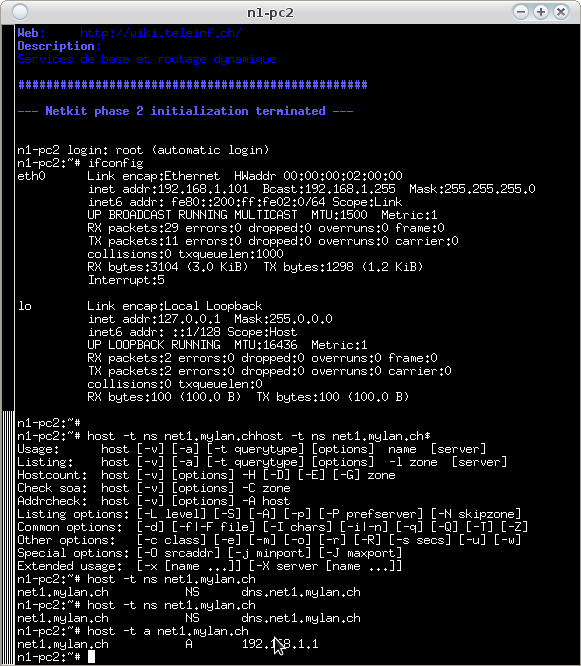 n1-pc2
Web:     http://wiki.teleinf.ch/
Description:
Services de base et routage dynamique
##################################################
--- Netkit phase 2 initialization terminated ---
n1-pc2 login: root (automatic login)
n1-pc2:~# ifconfig
eth0      Link encap:Ethernet  HWaddr 00:00:00:02:00:00
          inet addr:192.168.1.101  Bcast:192.168.1.255  Mask:255.255.255.0
          inet6 addr: fe80::200:ff:fe02:0/64 Scope:Link
          UP BROADCAST RUNNING MULTICAST  MTU:1500  Metric:1
          RX packets:29 errors:0 dropped:0 overruns:0 frame:0
          TX packets:11 errors:0 dropped:0 overruns:0 carrier:0
          collisions:0 txqueuelen:1000
          RX bytes:3104 (3.0 KiB)  TX bytes:1298 (1.2 KiB)
          Interrupt:5
lo        Link encap:Local Loopback
          inet addr:127.0.0.1  Mask:255.0.0.0
          inet6 addr: ::1/128 Scope:Host
          UP LOOPBACK RUNNING  MTU:16436  Metric:1
          RX packets:2 errors:0 dropped:0 overruns:0 frame:0
          TX packets:2 errors:0 dropped:0 overruns:0 carrier:0
          collisions:0 txqueuelen:0
          RX bytes:100 (100.0 B)  TX bytes:100 (100.0 B)
n1-pc2:~#
n1-pc2:~# host -t ns net1.mylan.chhost -t ns net1.mylan.ch*
Usage:      host [-v] [-a] [-t querytype] [options]  name  [server]
Listing:    host [-v] [-a] [-t querytype] [options]  -l zone  [server]
Hostcount:  host [-v] [options] -H [-D] [-E] [-G] zone
Check soa:  host [-v] [options] -C zone
Addrcheck:  host [-v] [options] -A host
Listing options: [-L level] [-S] [-A] [-p] [-P prefserver] [-N skipzone]
Common options:  [-d] [-f|-F file] [-I chars] [-i|-n] [-q] [-Q] [-T] [-Z]
Other options:   [-c class] [-e] [-m] [-o] [-r] [-R] [-s secs] [-u] [-w]
Special options: [-O srcaddr] [-j minport] [-J maxport]
Extended usage:  [-x [name ...]] [-X server [name ...]]
n1-pc2:~# host -t ns net1.mylan.ch
net1.mylan.ch           NS      dns.net1.mylan.ch
n1-pc2:~# host -t ns net1.mylan.ch
net1.mylan.ch           NS      dns.net1.mylan.ch
n1-pc2:~# host -t a net1.mylan.ch
net1.mylan.ch           A       192.168.1.1
n1-pc2:~#